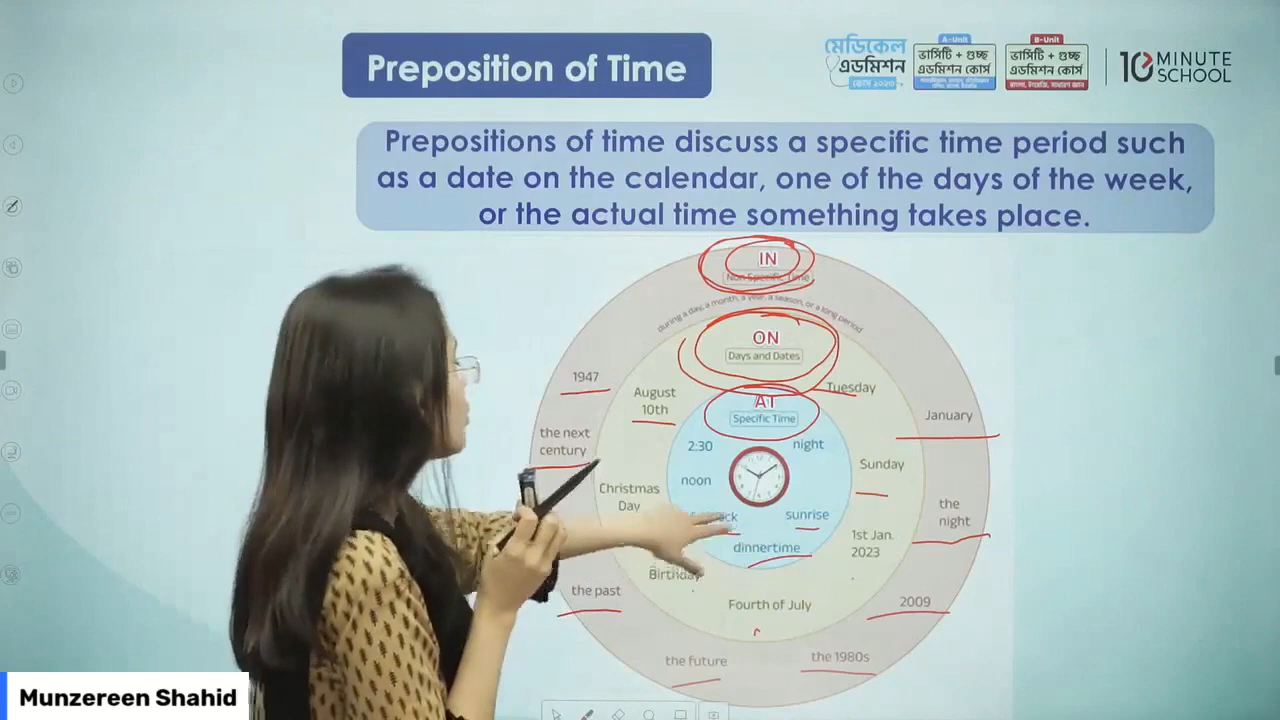 Preposition of Time
মেডিকেল
এডমিশন
কোর্স ২০২৩
A-Unit
ভার্সিটি + গুচ্ছ
এডমিশন কোর্স
B-Unit
ভার্সিটি + গুচ্ছ
এডমিশন কোর্স
বাংলা, ইংরেজি, সাধারণ জ্ঞান
10 MINUTE
SCHOOL
Prepositions of time discuss a specific time period such
as a date on the calendar, one of the days of the week,
or the actual time something takes place.
IN
Non Specific Time
during a day, a month, a year, a season, or a long period
ON
Days and Dates
1947
August
10th
Tuesday
AT
Specific Time
January
the next
century
2:30
night
Sunday
noon
Christmas
Day
sunrise
the
night
dinnertime
1st Jan.
2023
Birthday
the past
Fourth of July
2009
the future
the 1980s
Munzereen Shahid